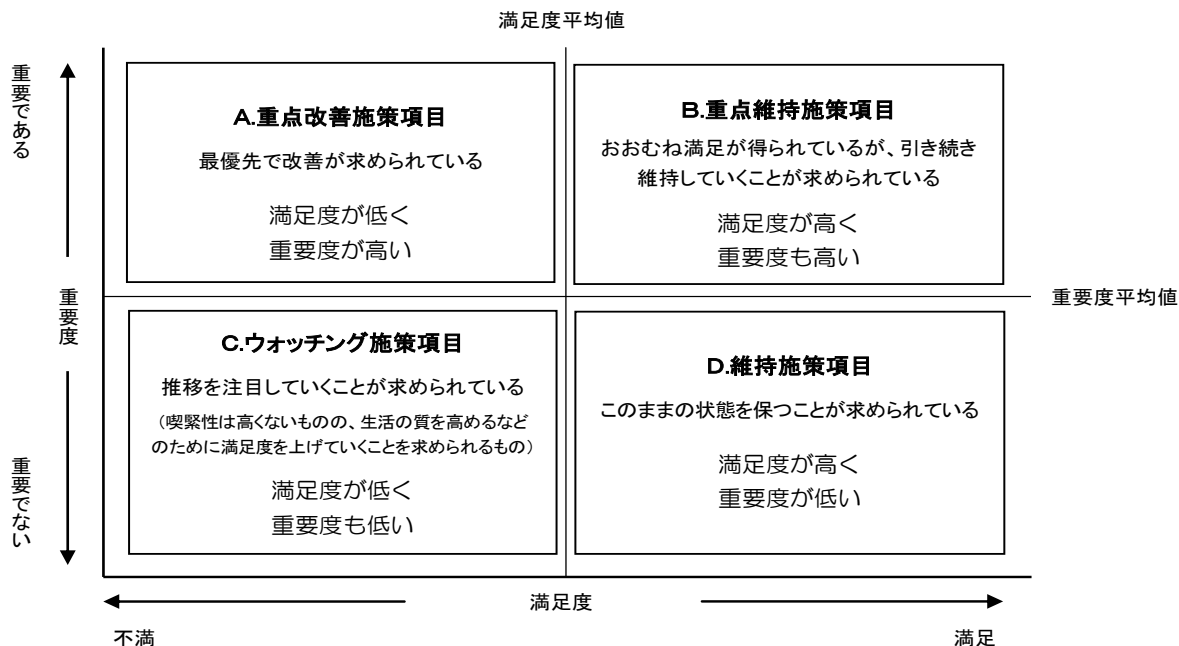 満足度平均値
重要である
A.重点改善施策項目
最優先で改善が求められている
満足度が低く
重要度が高い
B.重点維持施策項目
おおむね満足が得られているが、引き続き
維持していくことが求められている
満足度が高く
重要度も高い
重要度
重要度平均値
C.ウォッチング施策項目
推移を注目していくことが求められている
（喫緊性は高くないものの、生活の質を高めるなど
のために満足度を上げていくことを求められるもの）
満足度が低く
重要度も低い
D.維持施策項目
このままの状態を保つことが求められている
満足度が高く
重要度が低い
重要でない
満足度
不満
満足